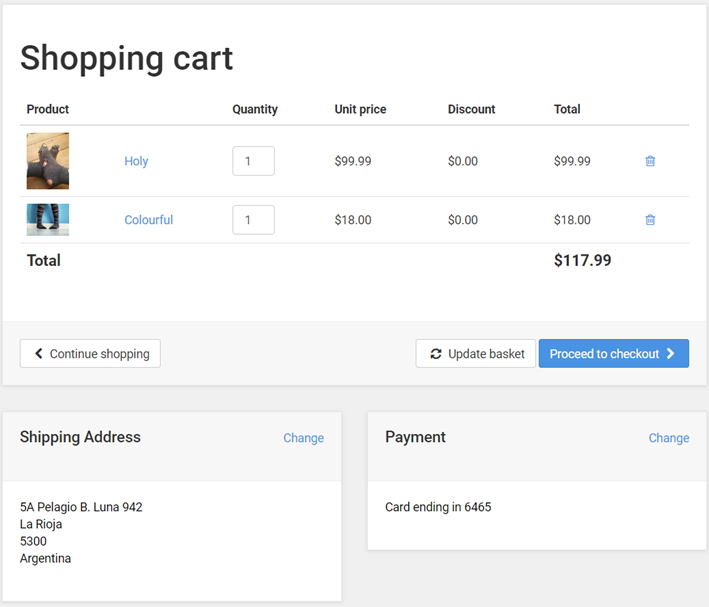 Shopping cart
Product Quantity Unit price Discount Total
Holy 1 $99.99 $0.00 $99.99
Colourful 1 $18.00 $0.00 $18.00
Total $117.99
Continue shopping Update basket Proceed to checkout
Shipping Address Change
5A Pelagio B. Luna 942
La Rioja
5300
Argentina
Payment Change
Card ending in 6465